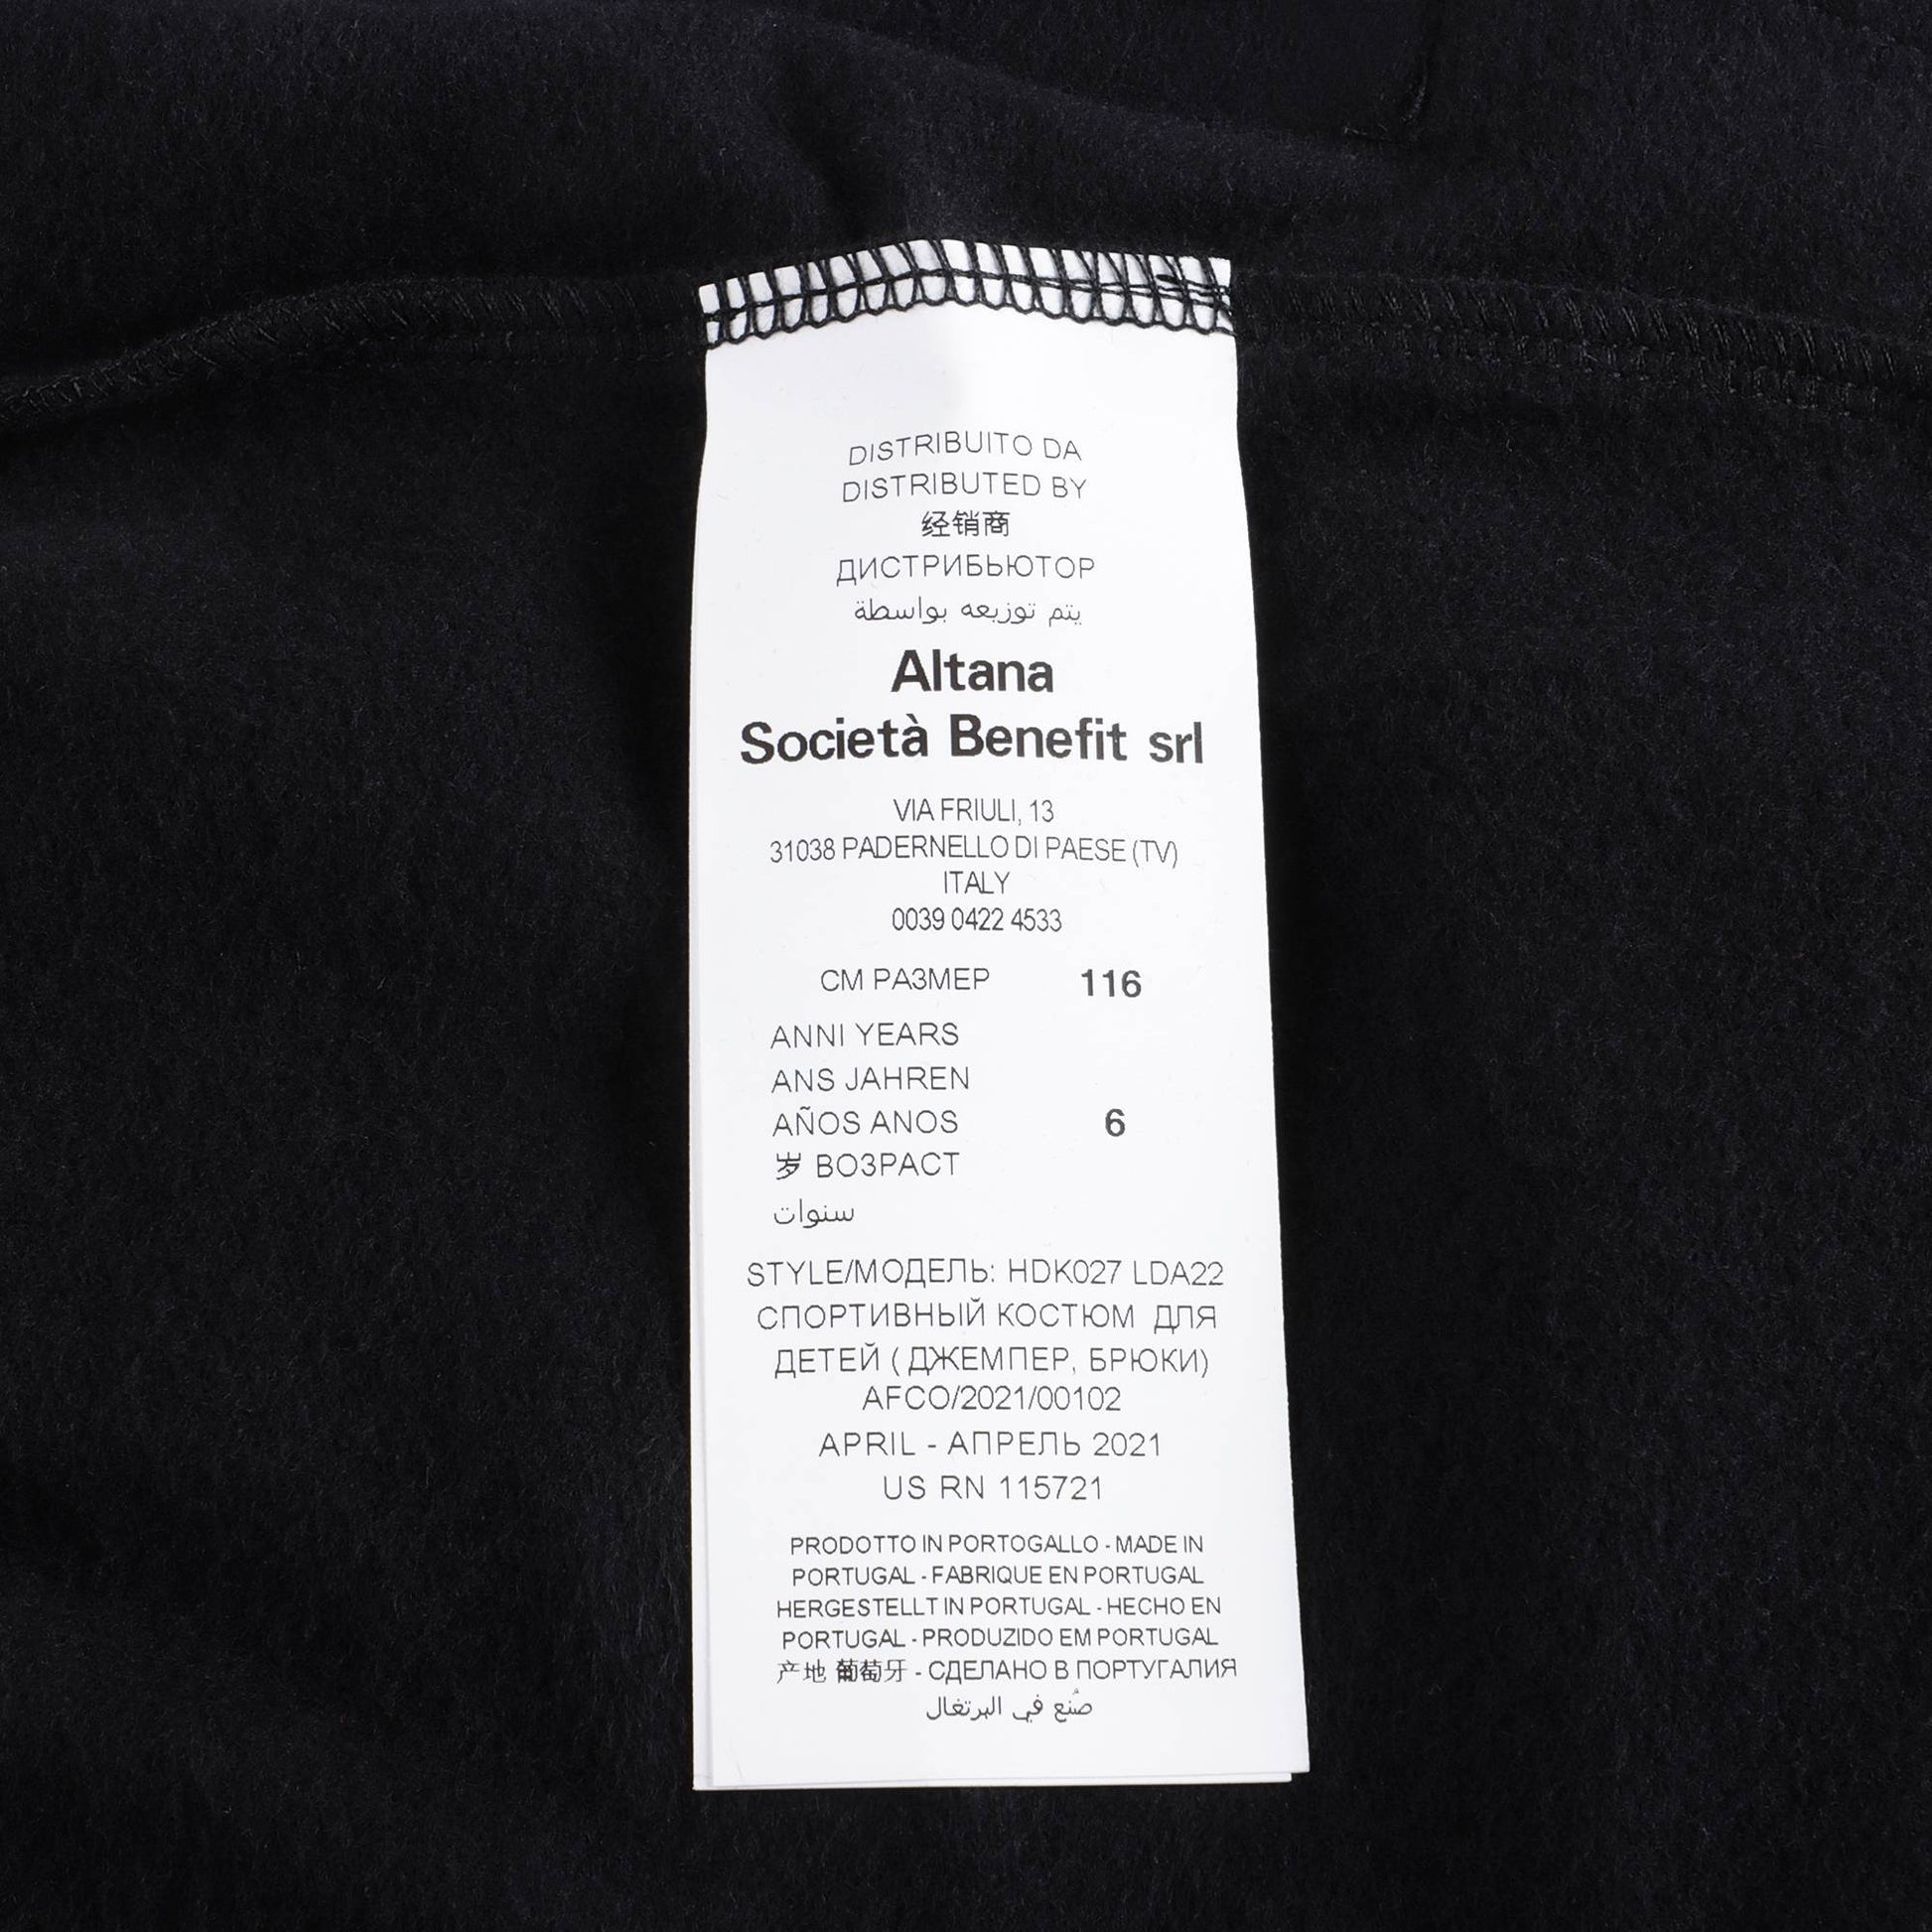 DISTRIBUITO DA
DISTRIBUTED BY
经销商
ДИСТРИБЬЮТОР
يتم توزيعه بواسطة
Altana
Società Benefit srl
VIA FRIULI, 13
31038 PADERNELLO DI PAESE (TV)
ITALY
0039 0422 4533
СМ РАЗМЕР 116
ANNI YEARS
ANS JAHREN
AÑOS ANOS 6
岁 ВОЗРАСТ
سنوات
STYLE/МОДЕЛЬ: HDK027 LDA22
СПОРТИВНЫЙ КОСТЮМ ДЛЯ
ДЕТЕЙ ( ДЖЕМПЕР, БРЮКИ)
AFCO/2021/00102
APRIL - АПРЕЛЬ 2021
US RN 115721
PRODOTTO IN PORTOGALLO - MADE IN
PORTUGAL - FABRIQUE EN PORTUGAL
HERGESTELLT IN PORTUGAL - HECHO EN
PORTUGAL - PRODUZIDO EM PORTUGAL
产地 葡萄牙 - СДЕЛАНО В ПОРТУГАЛИЯ
صُنع في البرتغال